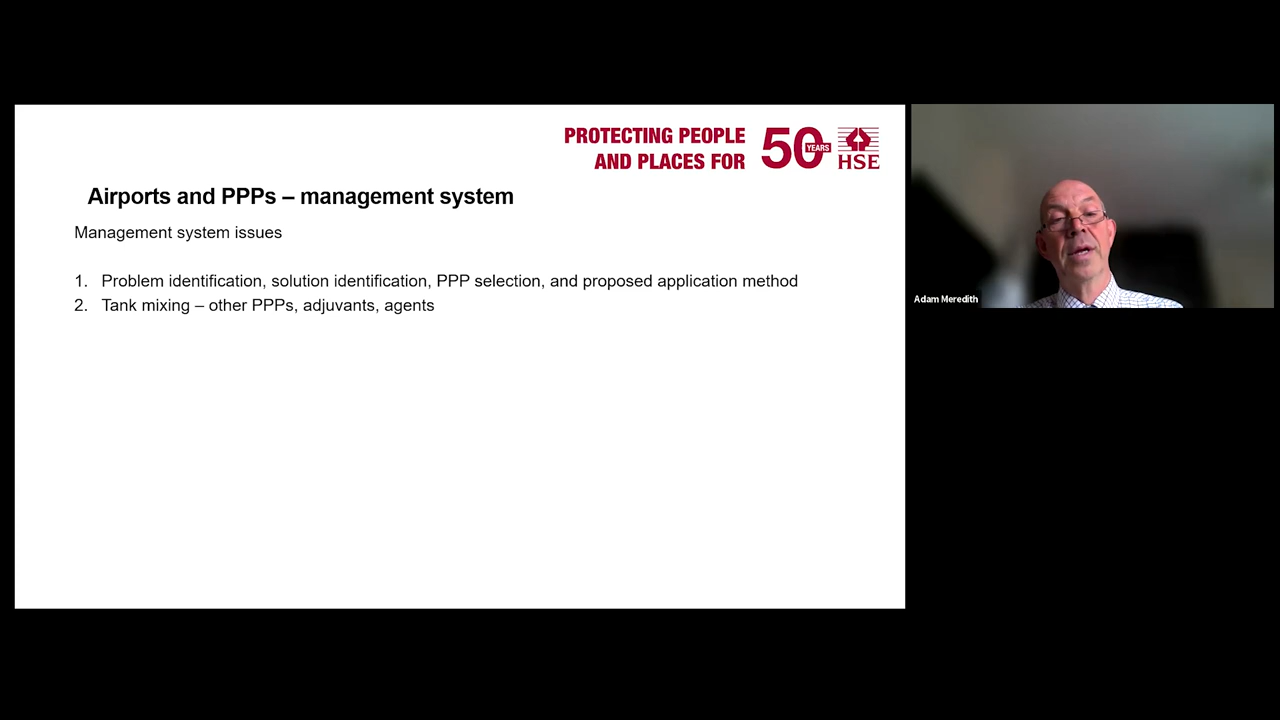 PROTECTING PEOPLE
AND PLACES FOR
50 YEARS
HSE
Airports and PPPs – management system
Management system issues
1. Problem identification, solution identification, PPP selection, and proposed application method
2. Tank mixing – other PPPs, adjuvants, agents
Adam Meredith